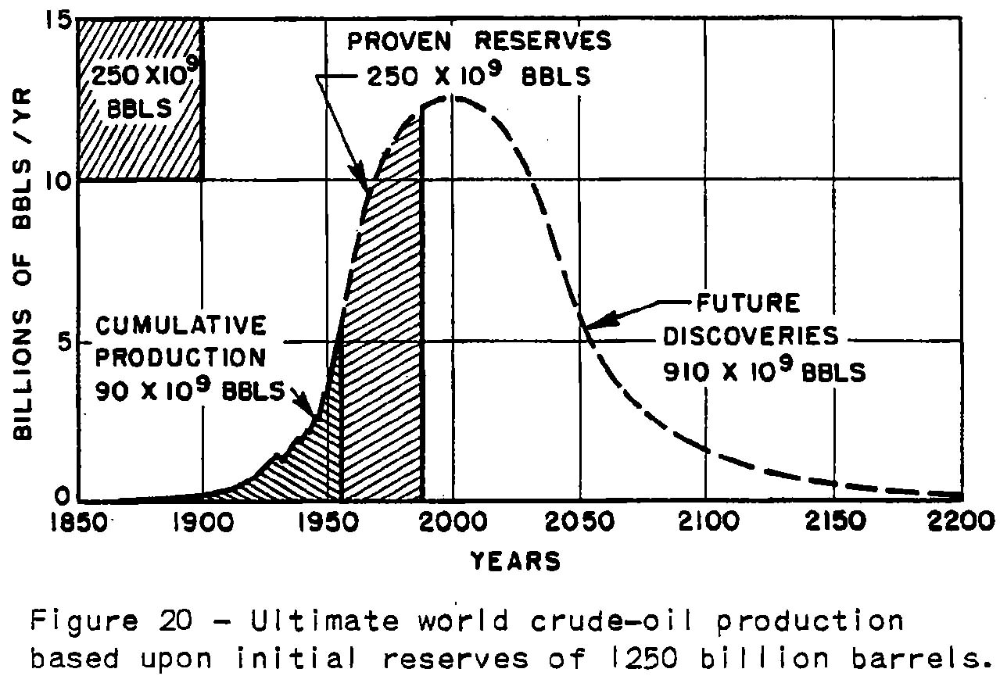 15
PROVEN RESERVES
250 X 10⁹ BBLS
250 X10⁹
BBLS
BILLIONS OF BBLS / YR
10
FUTURE
DISCOVERIES
910 X 10⁹ BBLS
CUMULATIVE
PRODUCTION
90 X 10⁹ BBLS
5
0
1850 1900 1950 2000 2050 2100 2150 2200
YEARS
Figure 20 - Ultimate world crude-oil production
based upon initial reserves of 1250 billion barrels.